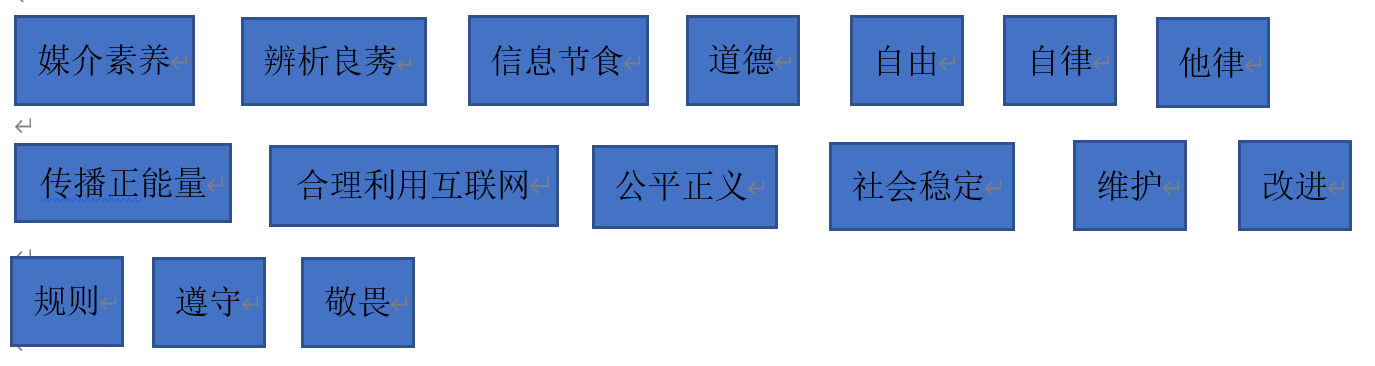 媒介素养 辨析良莠 信息节食 道德 自由 自律 他律
传播正能量 合理利用互联网 公平正义 社会稳定 维护 改进
规则 遵守 敬畏